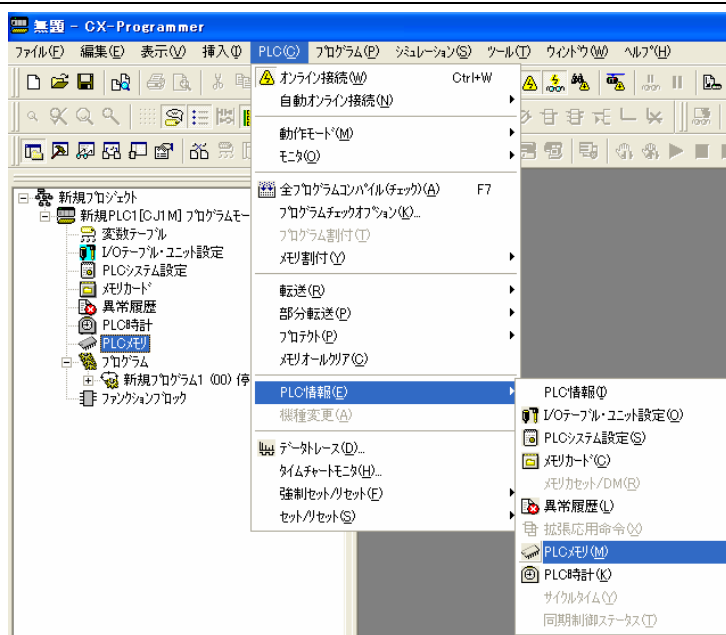 無題 - CX-Programmer
ファイル(F) 編集(E) 表示(V) 挿入(I) PLC(C) プログラム(P) シミュレーション(S) ツール(T) ウィンドウ(W) ヘルプ(H)
オンライン接続(W) Ctrl+W
自動オンライン接続(N)
動作モード(M)
モニタ(O)
全プログラムコンパイル(チェック)(A) F7
プログラムチェックオプション(K)...
プログラム割付(T)
メモリ割付(Y)
転送(R)
部分転送(P)
プロテクト(P)
メモリオールクリア(C)
PLC情報(E)
機種変更(A)
データトレース(D)...
タイムチャートモニタ(H)...
強制セット/リセット(F)
セット/リセット(S)
新規プロジェクト
新規PLC1[CJ1M] プログラムモー
変数テーブル
I/Oテーブル・ユニット設定
PLCシステム設定
メモリカード
異常履歴
PLC時計
PLCメモリ
プログラム
新規プログラム1 (00) 停
ファンクションブロック
PLC情報(I)
I/Oテーブル・ユニット設定(O)
PLCシステム設定(S)
メモリカード(C)
メモリカセット/DM(R)
異常履歴(L)
拡張応用命令(X)
PLCメモリ(M)
PLC時計(K)
サイクルタイム(Y)
同期制御ステータス(T)